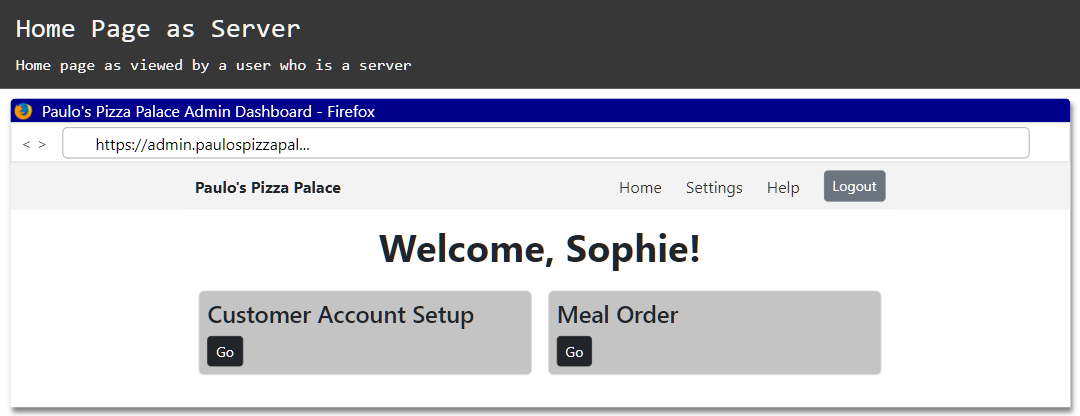 Home Page as Server
Home page as viewed by a user who is a server
Paulo's Pizza Palace Admin Dashboard - Firefox
< > https://admin.paulospizzapal...
Paulo's Pizza Palace Home Settings Help Logout
Welcome, Sophie!
Customer Account Setup
Go
Meal Order
Go